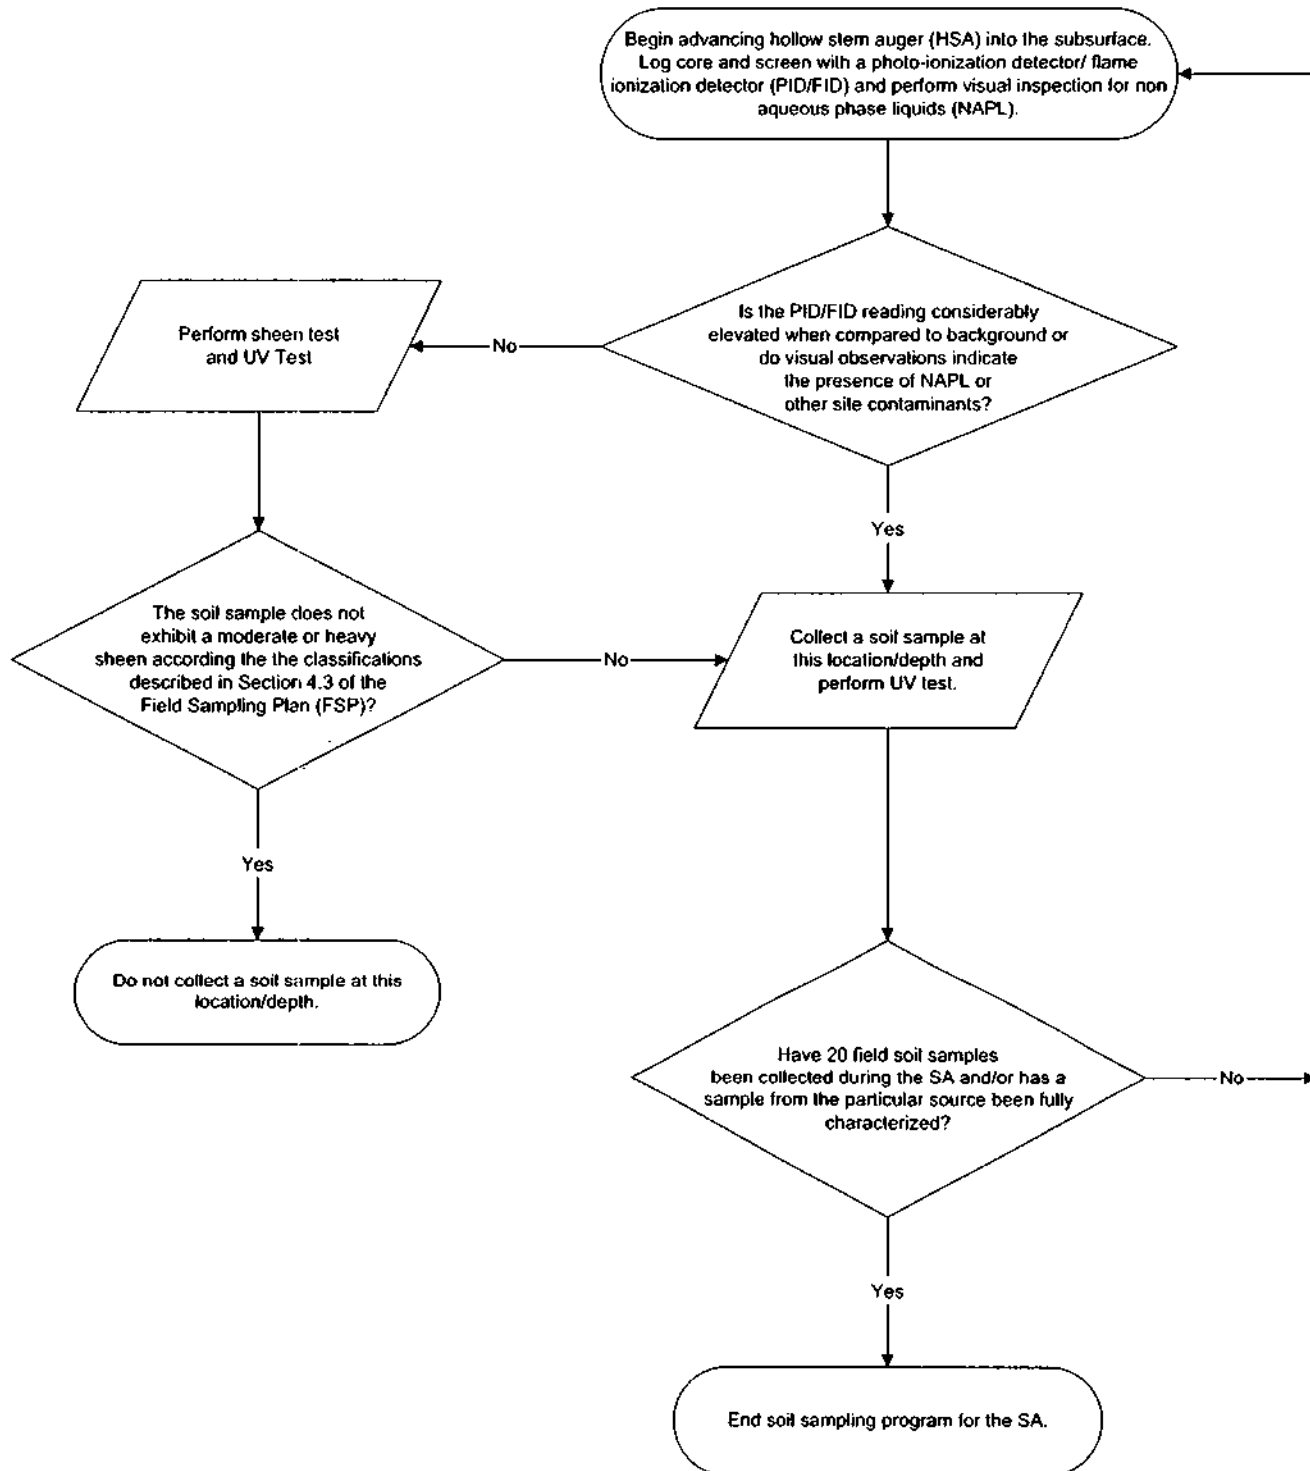 Begin advancing hollow stem auger (HSA) into the subsurface.
Log core and screen with a photo-ionization detector/ flame
ionization detector (PID/FID) and perform visual inspection for non
aqueous phase liquids (NAPL).
Is the PID/FID reading considerably
elevated when compared to background or
do visual observations indicate
the presence of NAPL or
other site contaminants?
No
Perform sheen test
and UV Test
Yes
The soil sample does not
exhibit a moderate or heavy
sheen according the the classifications
described in Section 4.3 of the
Field Sampling Plan (FSP)?
No
Collect a soil sample at
this location/depth and
perform UV test.
Yes
Do not collect a soil sample at this
location/depth.
Have 20 field soil samples
been collected during the SA and/or has a
sample from the particular source been fully
characterized?
No
Yes
End soil sampling program for the SA.